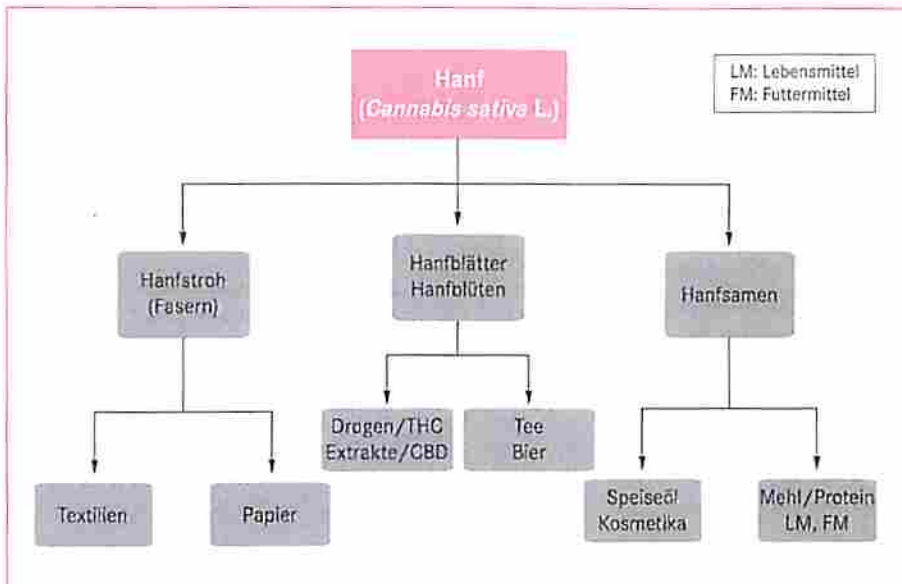 Hanf
(Cannabis sativa L.)
LM: Lebensmittel
FM: Futtermittel
Hanfstroh
(Fasern)
Hanfblätter
Hanfblüten
Hanfsamen
Drogen/THC
Extrakte/CBD
Tee
Bier
Textilien
Papier
Speiseöl
Kosmetika
Mehl/Protein
LM, FM